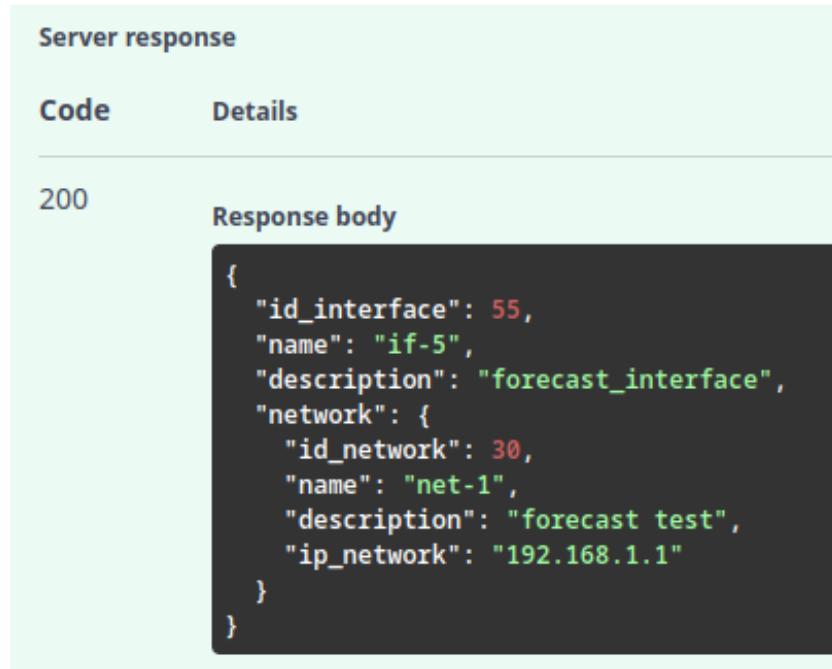 Server response
Code Details
200
Response body
{
  "id_interface": 55,
  "name": "if-5",
  "description": "forecast_interface",
  "network": {
    "id_network": 30,
    "name": "net-1",
    "description": "forecast test",
    "ip_network": "192.168.1.1"
  }
}